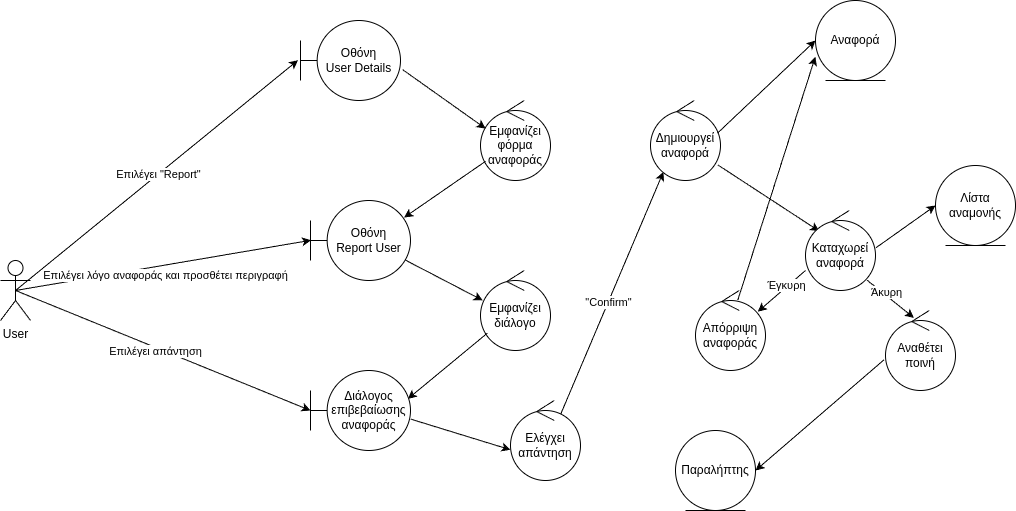 Οθόνη
User Details
Εμφανίζει
φόρμα
αναφοράς
Επιλέγει "Report"
Οθόνη
Report User
Επιλέγει λόγο αναφοράς και προσθέτει περιγραφή
User
Εμφανίζει
διάλογο
Επιλέγει απάντηση
Διάλογος
επιβεβαίωσης
αναφοράς
Ελέγχει
απάντηση
"Confirm"
Δημιουργεί
αναφορά
Αναφορά
Καταχωρεί
αναφορά
Λίστα
αναμονής
Έγκυρη
Άκυρη
Απόρριψη
αναφοράς
Αναθέτει
ποινή
Παραλήπτης